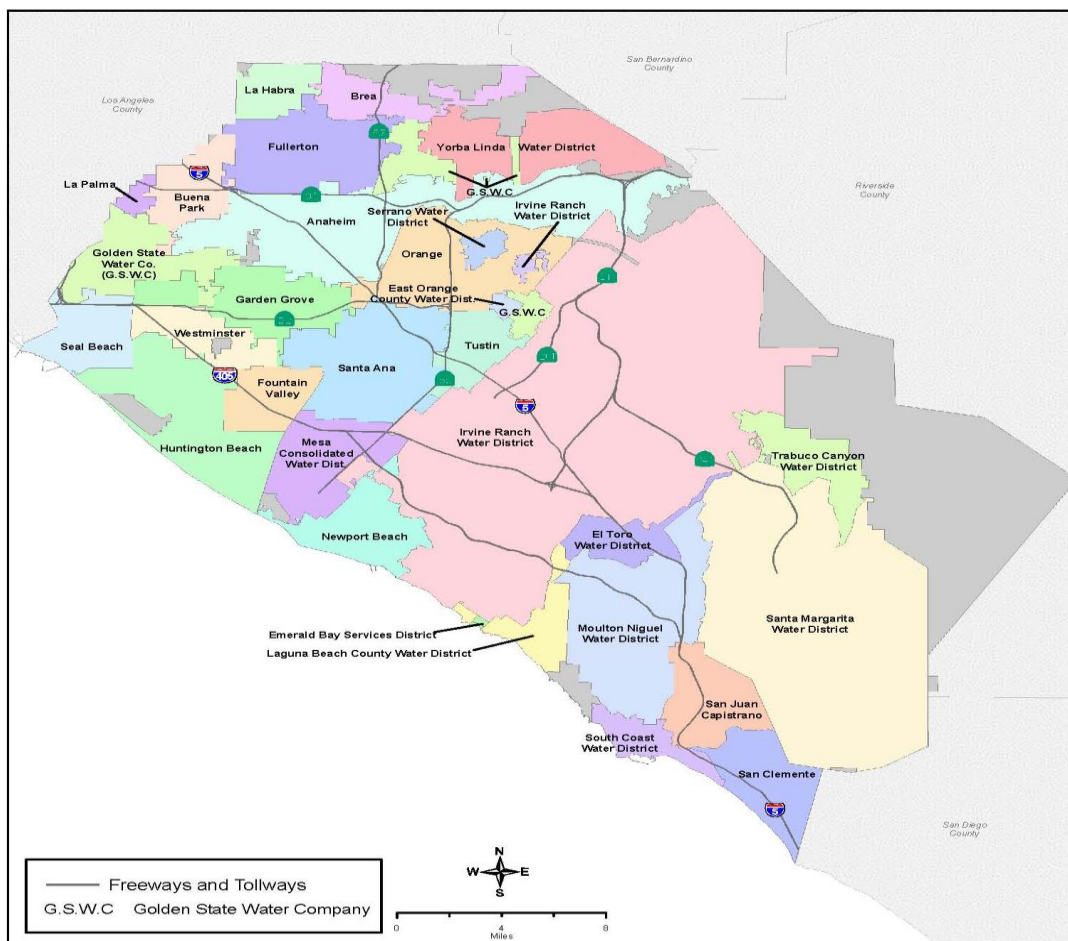 San Bernardino
County
Los Angeles
County
La Habra
Brea
Fullerton
Yorba Linda
Water District
5
La Palma
Buena
Park
G.S.W.C
Riverside
County
Anaheim
Serrano Water
District
Irvine Ranch
Water District
Golden State
Water Co.
(G.S.W.C)
Orange
East Orange
County Water Dist.
Garden Grove
G.S.W.C
Westminster
Seal Beach
Tustin
Santa Ana
405
Fountain
Valley
5
Irvine Ranch
Water District
Huntington Beach
Mesa
Consolidated
Water Dist.
Trabuco Canyon
Water District
Newport Beach
El Toro
Water District
Emerald Bay Services District
Laguna Beach County Water District
Moulton Niguel
Water District
Santa Margarita
Water District
San Juan
Capistrano
South Coast
Water District
San Clemente
5
San Diego
County
N
W E
S
Freeways and Tollways
G.S.W.C Golden State Water Company
0 4 8
Miles